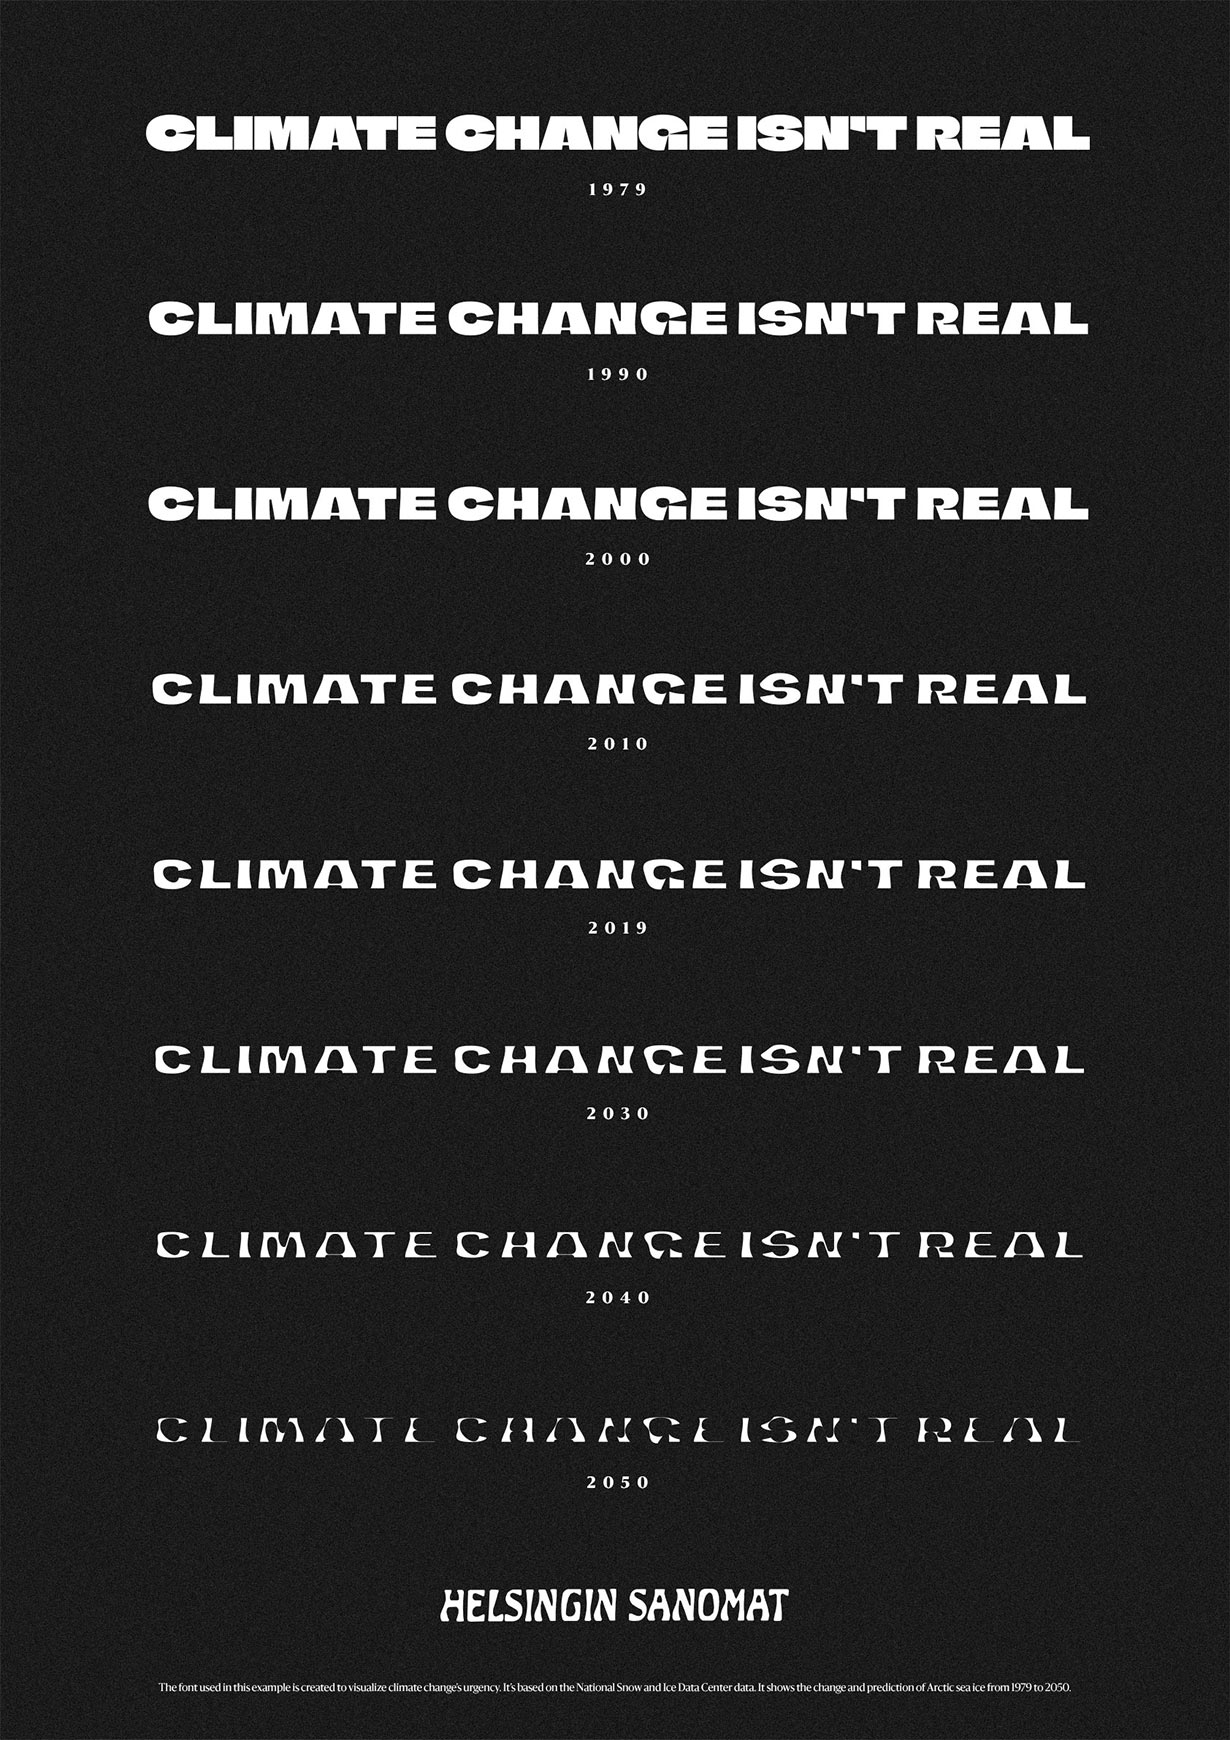 CLIMATE CHANGE ISN'T REAL
1979
CLIMATE CHANGE ISN'T REAL
1990
CLIMATE CHANGE ISN'T REAL
2000
CLIMATE CHANGE ISN'T REAL
2010
CLIMATE CHANGE ISN'T REAL
2019
CLIMATE CHANGE ISN'T REAL
2030
CLIMATE CHANGE ISN'T REAL
2040
CLIMATE CHANGE ISN'T REAL
2050
HELSINGIN SANOMAT
The font used in this example is created to visualize climate change's urgency. It's based on the National Snow and Ice Data Center data. It shows the change and prediction of Arctic sea ice from 1979 to 2050.